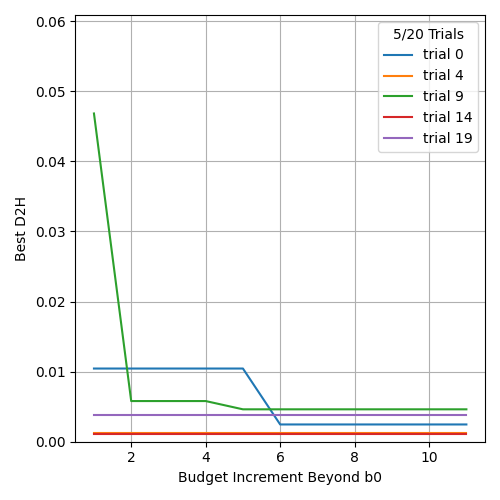 5/20 Trials
trial 0
trial 4
trial 9
trial 14
trial 19
0.06
0.05
0.04
0.03
0.02
0.01
0.00
Best D2H
2 4 6 8 10
Budget Increment Beyond b0